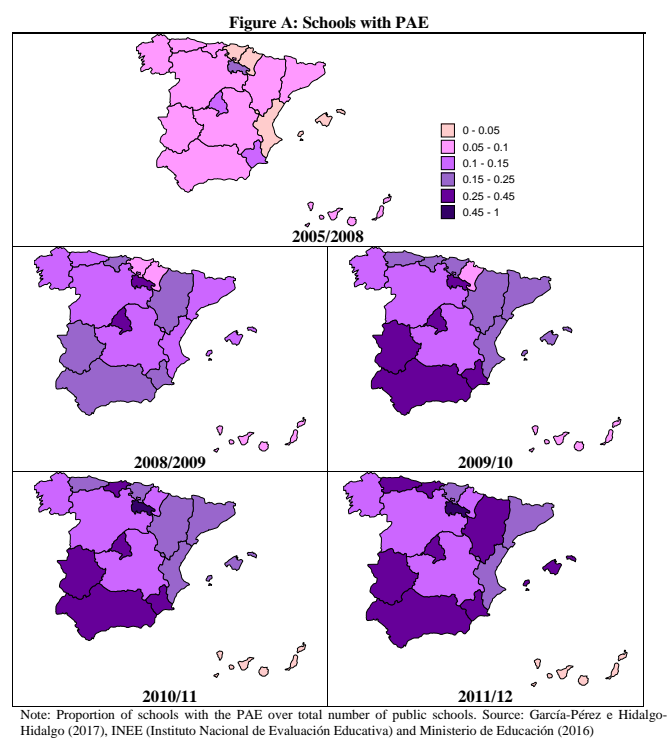 Figure A: Schools with PAE
0 - 0.05
0.05 - 0.1
0.1 - 0.15
0.15 - 0.25
0.25 - 0.45
0.45 - 1
2005/2008
2008/2009
2009/10
2010/11
2011/12
Note: Proportion of schools with the PAE over total number of public schools. Source: García-Pérez e Hidalgo-
Hidalgo (2017), INEE (Instituto Nacional de Evaluación Educativa) and Ministerio de Educación (2016)